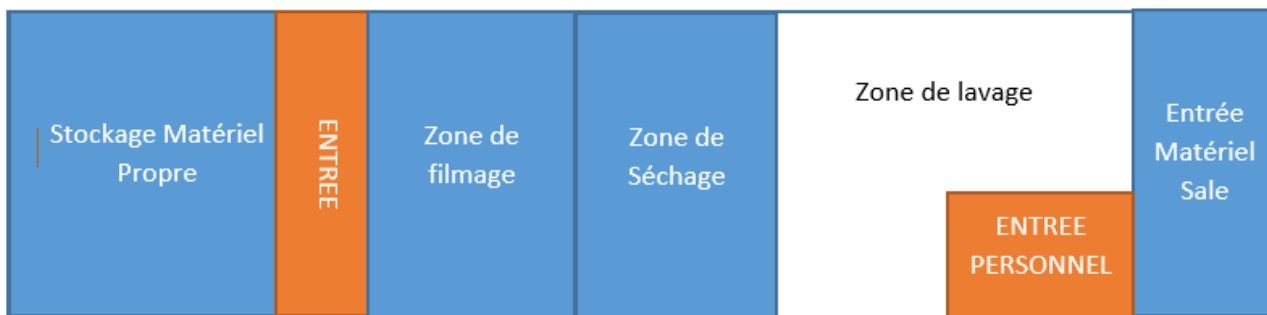 Stockage Matériel
Propre
ENTREE
Zone de
filmage
Zone de
Séchage
Zone de lavage
ENTREE
PERSONNEL
Entrée
Matériel
Sale